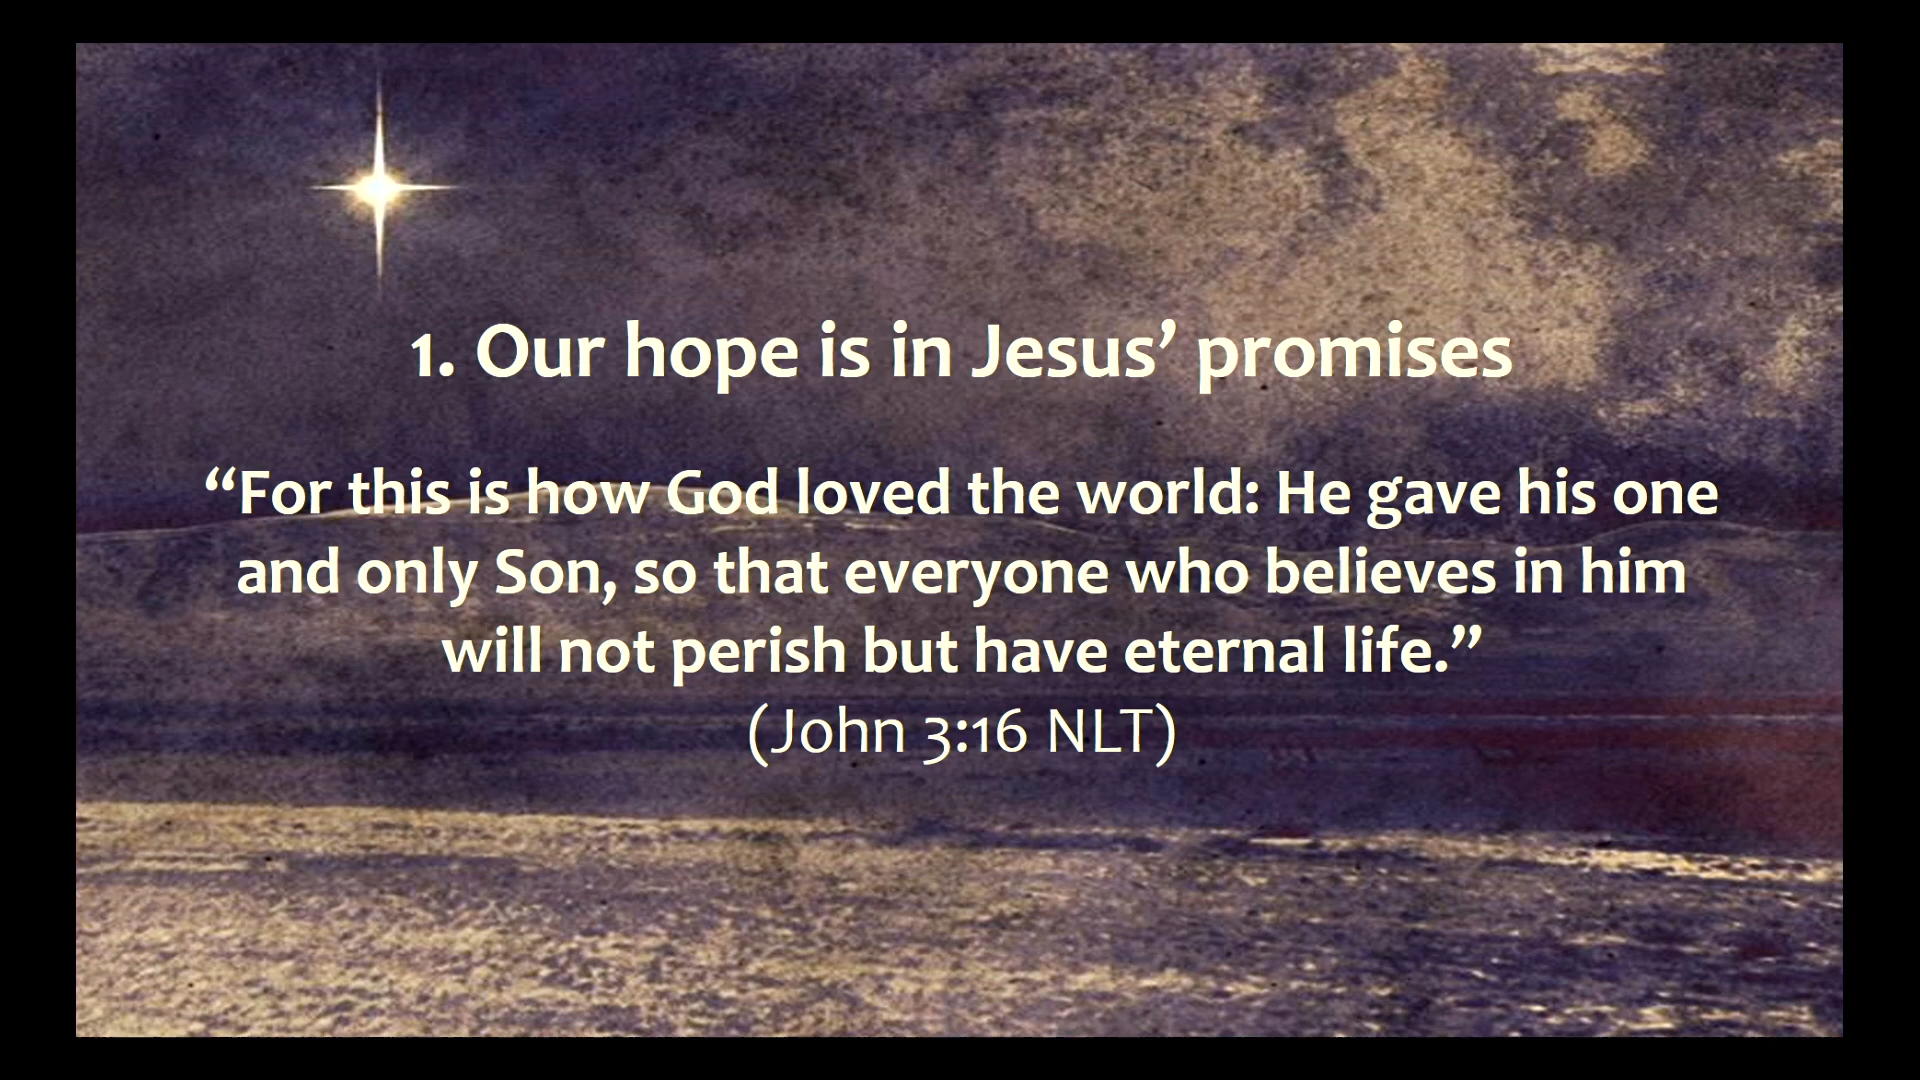 1. Our hope is in Jesus’ promises
“For this is how God loved the world: He gave his one
and only Son, so that everyone who believes in him
will not perish but have eternal life.”
(John 3:16 NLT)